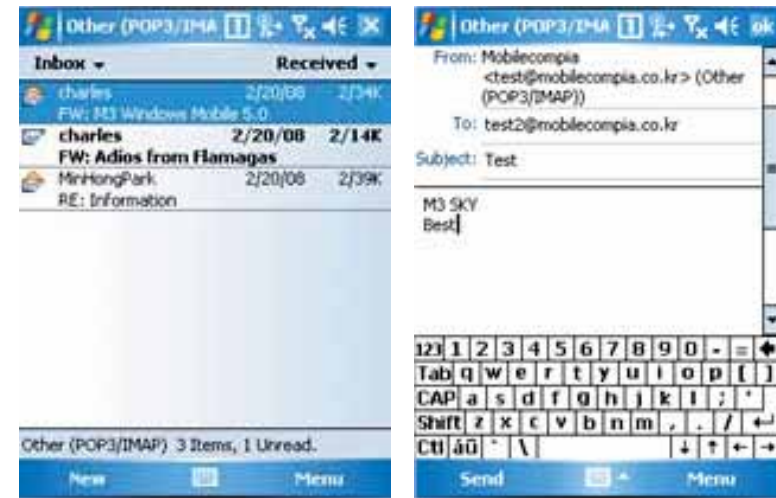 Other (POP3/IMA
Inbox Received
charles 2/20/08 2/34K
FW: M3 Windows Mobile 5.0
charles 2/20/08 2/14K
FW: Adios from Flamagas
MinHongPark 2/20/08 2/39K
RE: Information
Other (POP3/IMAP) 3 Items, 1 Unread.
New Menu
Other (POP3/IMA ok
From: Mobilecompia
<test@mobilecompia.co.kr> (Other
(POP3/IMAP))
To: test2@mobilecompia.co.kr
Subject: Test
M3 SKY
Best
123 1 2 3 4 5 6 7 8 9 0 - =
Tab q w e r t y u i o p [ ]
CAP a s d f g h j k l ; '
Shift z x c v b n m , . /
Ctl áü ` \
Send Menu